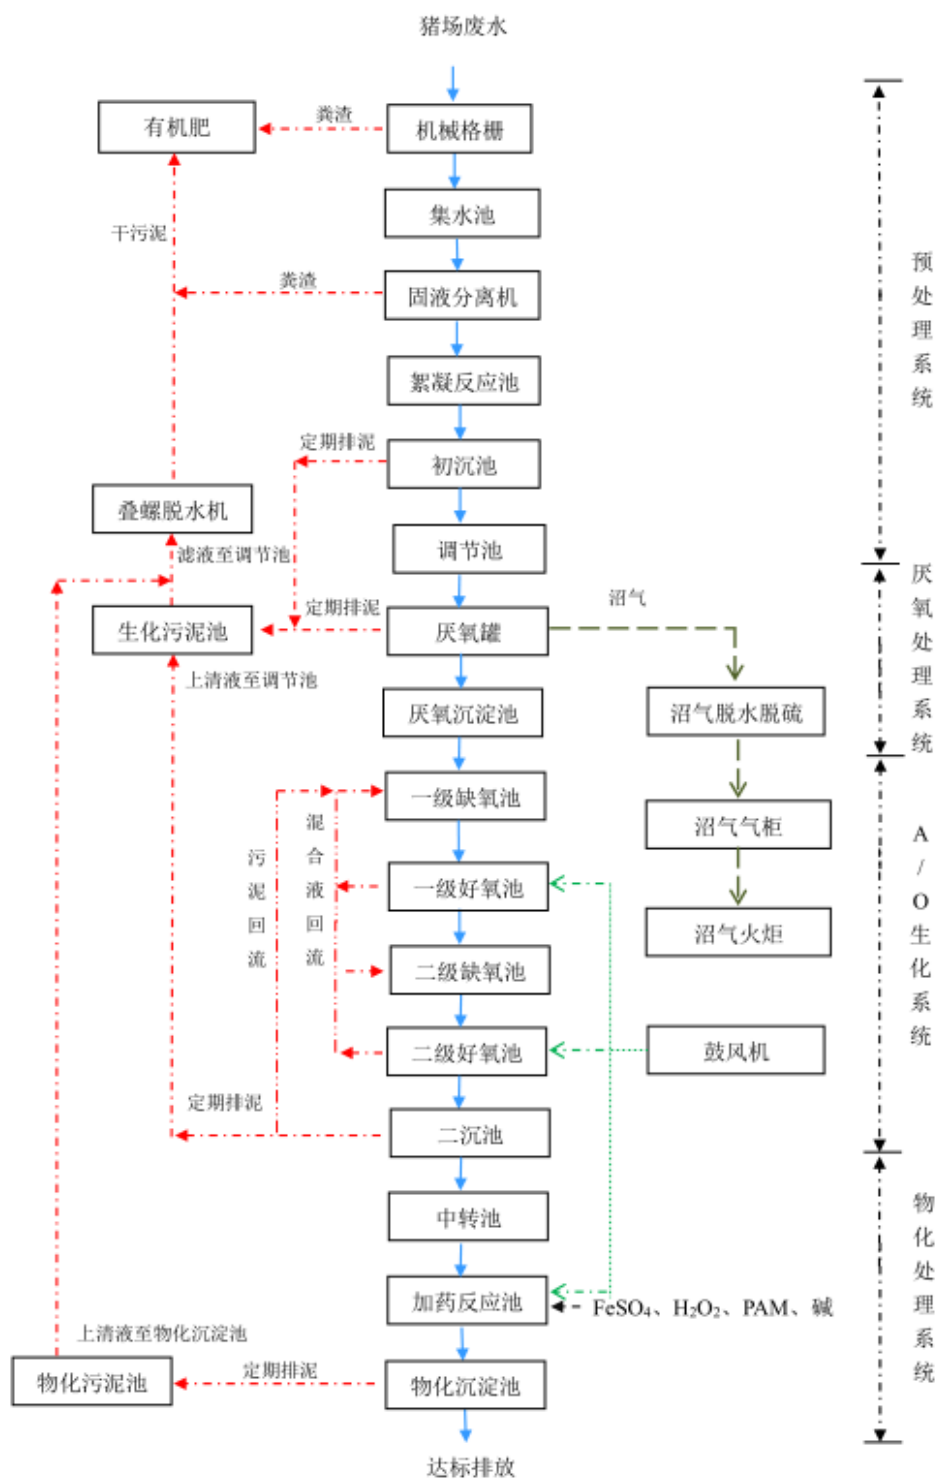 猪场废水
有机肥
粪渣
机械格栅
集水池
干污泥
粪渣
固液分离机
预处理系统
絮凝反应池
定期排泥
初沉池
叠螺脱水机
调节池
滤液至调节池
沼气
生化污泥池
定期排泥
厌氧罐
厌氧处理系统
上清液至调节池
厌氧沉淀池
沼气脱水脱硫
一级缺氧池
沼气气柜
混合液回流
污泥回流
一级好氧池
沼气火炬
A/O生化系统
二级缺氧池
二级好氧池
鼓风机
定期排泥
二沉池
中转池
物化处理系统
加药反应池
FeSO₄、H₂O₂、PAM、碱
上清液至物化沉淀池
物化污泥池
定期排泥
物化沉淀池
达标排放